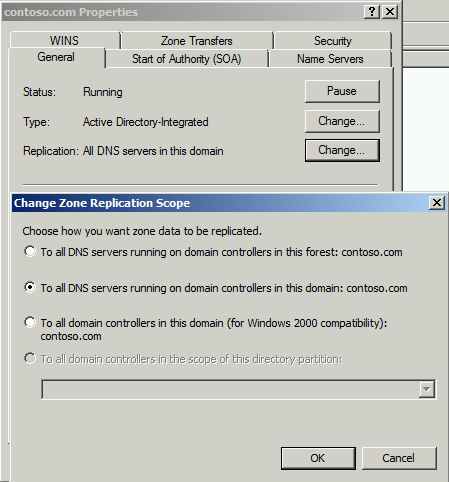 contoso.com Properties
WINS Zone Transfers Security
General Start of Authority (SOA) Name Servers
Status: Running Pause
Type: Active Directory-Integrated Change...
Replication: All DNS servers in this domain Change...
Change Zone Replication Scope
Choose how you want zone data to be replicated.
To all DNS servers running on domain controllers in this forest: contoso.com
To all DNS servers running on domain controllers in this domain: contoso.com
To all domain controllers in this domain (for Windows 2000 compatibility):
contoso.com
To all domain controllers in the scope of this directory partition:
OK Cancel